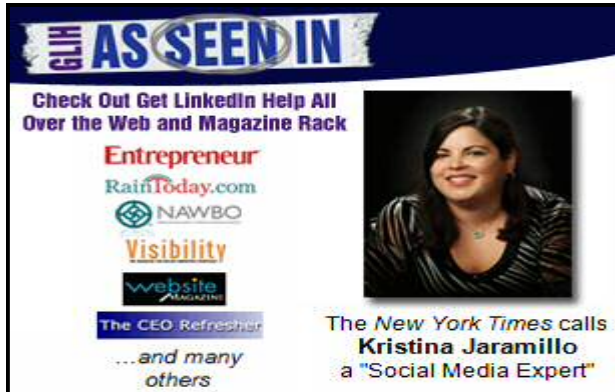 GLIH AS SEEN IN
Check Out Get LinkedIn Help All
Over the Web and Magazine Rack
Entrepreneur
RainToday.com
NAWBO
Visibility
website
MAGAZINE
The CEO Refresher
...and many
others
The New York Times calls
Kristina Jaramillo
a "Social Media Expert"